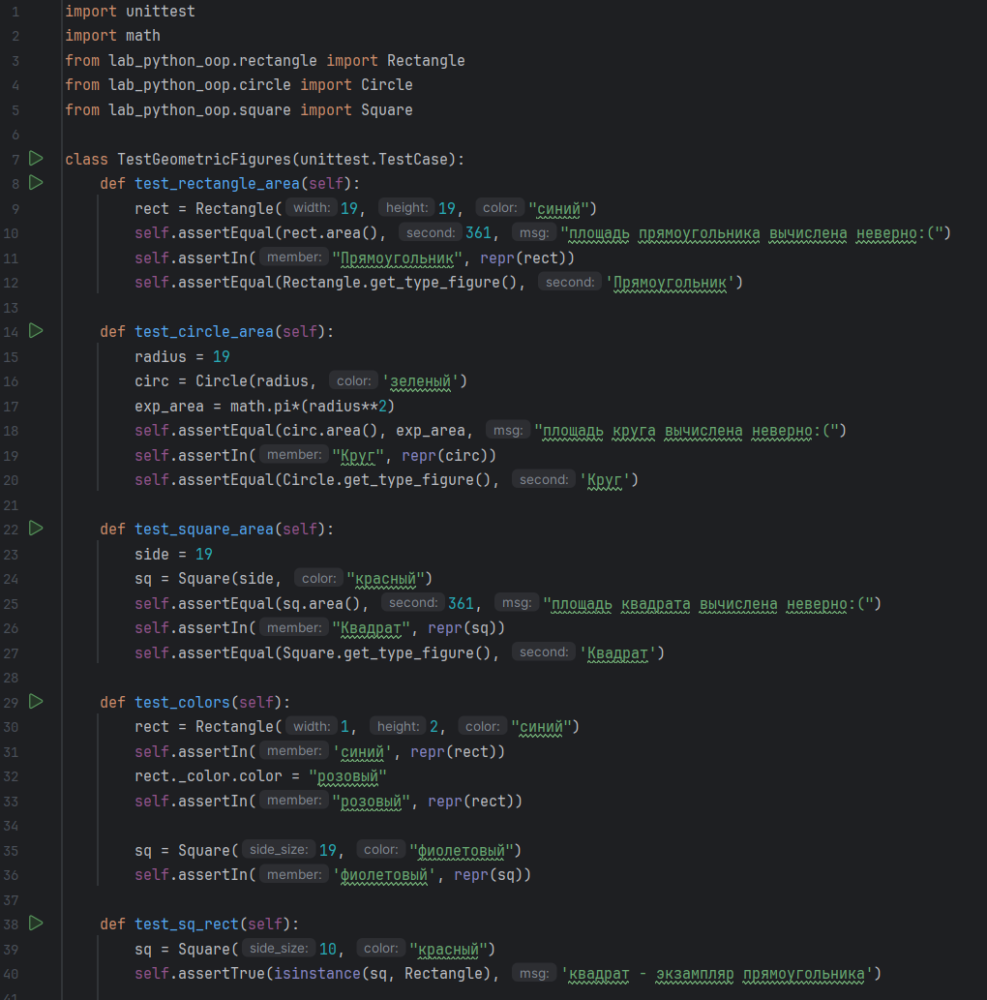 1 import unittest
2 import math
3 from lab_python_oop.rectangle import Rectangle
4 from lab_python_oop.circle import Circle
5 from lab_python_oop.square import Square
6
7 class TestGeometricFigures(unittest.TestCase):
8 def test_rectangle_area(self):
9 rect = Rectangle( width: 19, height: 19, color: "синий")
10 self.assertEqual(rect.area(), second: 361, msg: "площадь прямоугольника вычислена неверно:(")
11 self.assertIn( member: "Прямоугольник", repr(rect))
12 self.assertEqual(Rectangle.get_type_figure(), second: 'Прямоугольник')
13
14 def test_circle_area(self):
15 radius = 19
16 circ = Circle(radius, color: 'зеленый')
17 exp_area = math.pi*(radius**2)
18 self.assertEqual(circ.area(), exp_area, msg: "площадь круга вычислена неверно:(")
19 self.assertIn( member: "Круг", repr(circ))
20 self.assertEqual(Circle.get_type_figure(), second: 'Круг')
21
22 def test_square_area(self):
23 side = 19
24 sq = Square(side, color: "красный")
25 self.assertEqual(sq.area(), second: 361, msg: "площадь квадрата вычислена неверно:(")
26 self.assertIn( member: "Квадрат", repr(sq))
27 self.assertEqual(Square.get_type_figure(), second: 'Квадрат')
28
29 def test_colors(self):
30 rect = Rectangle( width: 1, height: 2, color: "синий")
31 self.assertIn( member: 'синий', repr(rect))
32 rect._color.color = "розовый"
33 self.assertIn( member: "розовый", repr(rect))
34
35 sq = Square( side_size: 19, color: "фиолетовый")
36 self.assertIn( member: 'фиолетовый', repr(sq))
37
38 def test_sq_rect(self):
39 sq = Square( side_size: 10, color: "красный")
40 self.assertTrue(isinstance(sq, Rectangle), msg: 'квадрат - экзампляр прямоугольника')
41